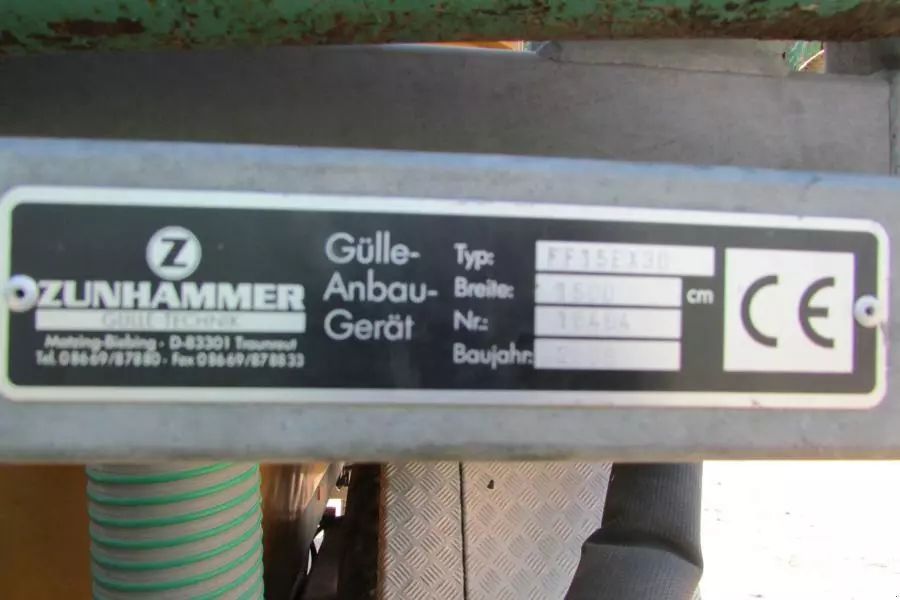 Z
ZUNHAMMER
GÜLLE-TECHNIK
Matzing-Biebing · D-83301 Traunreut
Tel. 08669/87880 · Fax 08669/878833
Gülle-
Anbau-
Gerät
Typ: FF15EX30
Breite: 1500 cm
Nr.:
Baujahr:
CE